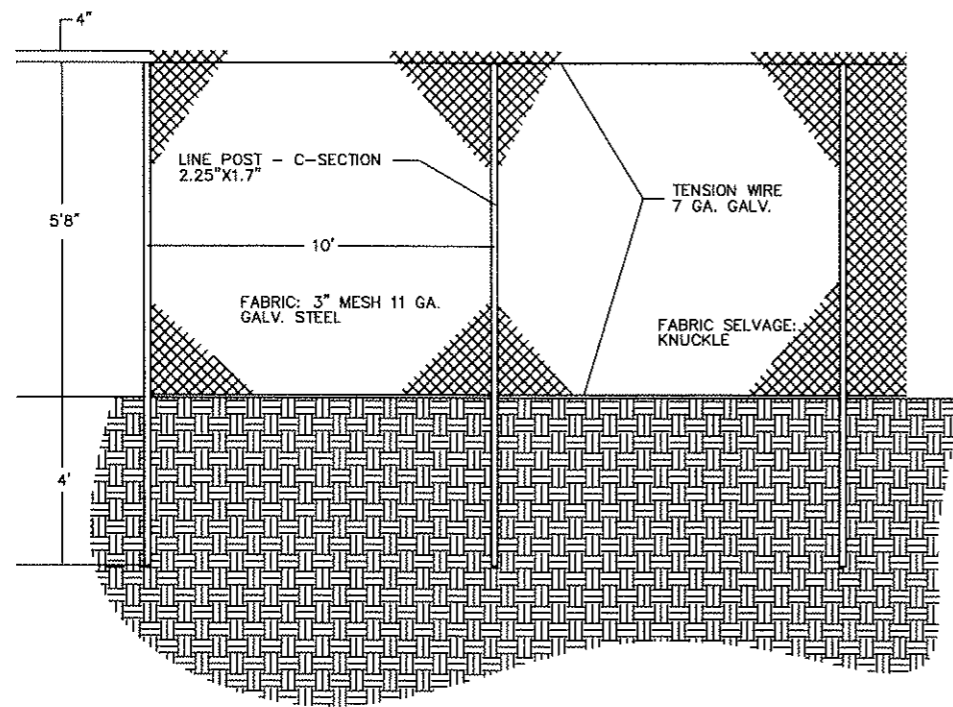 4"
LINE POST - C-SECTION
2.25"X1.7"
TENSION WIRE
7 GA. GALV.
5'8"
10'
FABRIC: 3" MESH 11 GA.
GALV. STEEL
FABRIC SELVAGE:
KNUCKLE
4'